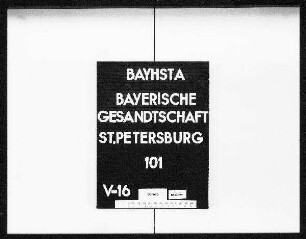 BAYHSTA
BAYERISCHE
GESANDTSCHAFT
ST.PETERSBURG
101
V-16